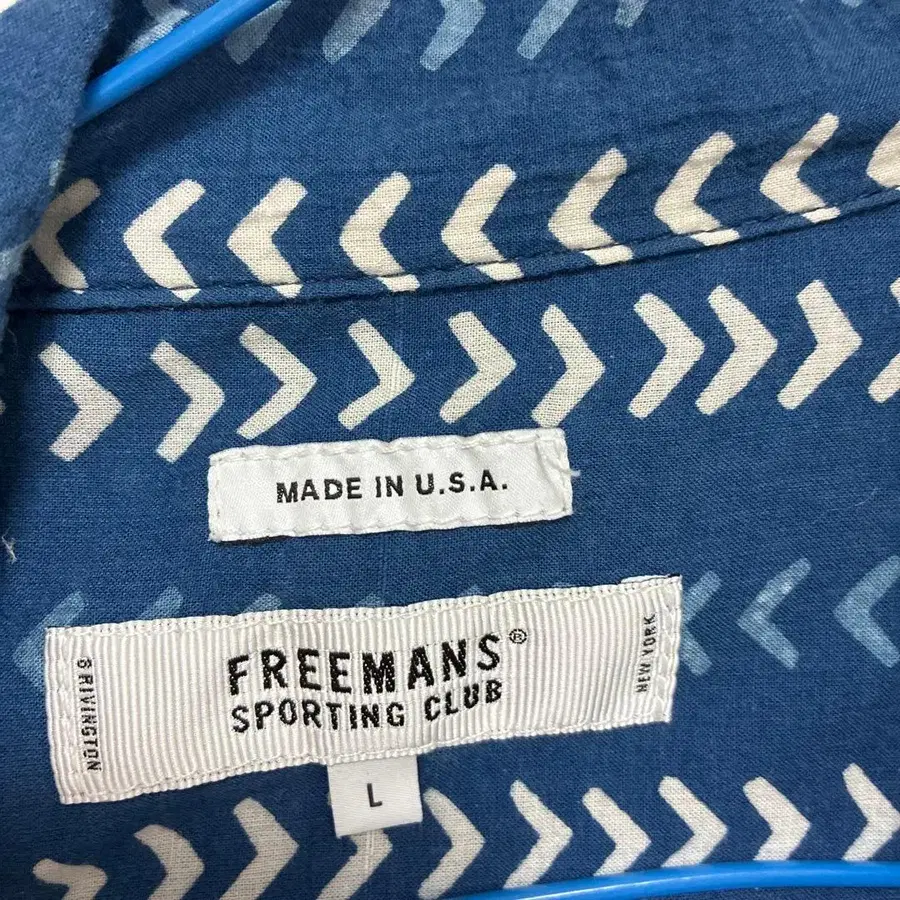 MADE IN U.S.A.
8 RIVINGTON
FREEMANS®
SPORTING CLUB
NEW YORK
L